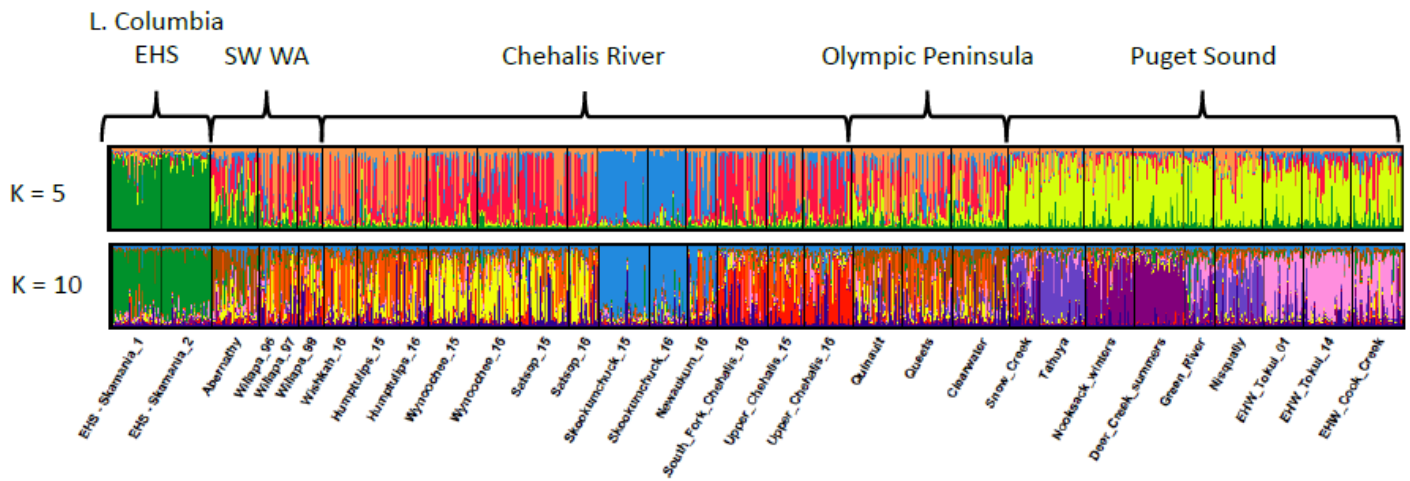 L. Columbia
EHS
SW WA
Chehalis River
Olympic Peninsula
Puget Sound
K = 5
K = 10
EHS - Skamania_1
EHS - Skamania_2
Abernathy
Willapa_96
Willapa_97
Willapa_98
Wishkah_16
Humptulips_15
Humptulips_16
Wynoochee_15
Wynoochee_16
Satsop_15
Satsop_16
Skookumchuck_15
Skookumchuck_16
Newaukum_16
South_Fork_Chehalis_16
Upper_Chehalis_15
Upper_Chehalis_16
Quinault
Queets
Clearwater
Snow_Creek
Tahuya
Nooksack_winters
Deer_Creek_summers
Green_River
Nisqually
EHW_Tokul_01
EHW_Tokul_14
EHW_Cook_Creek